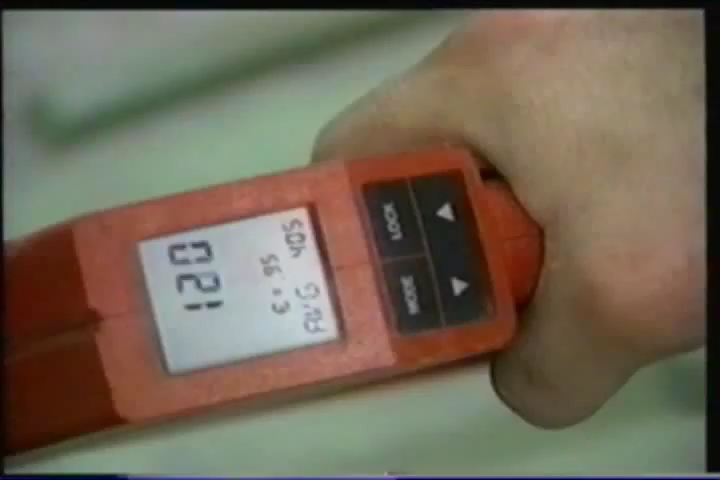 120
ε = .95
AVG 405
MODE LOCK